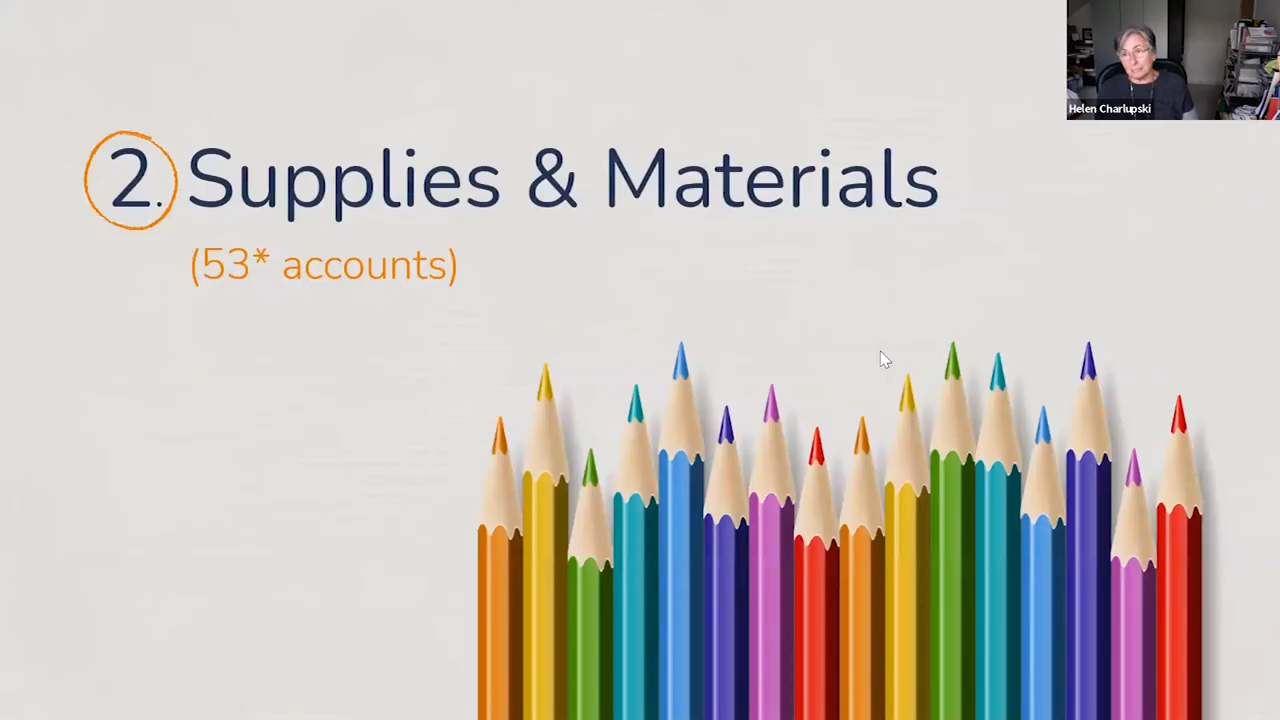 2. Supplies & Materials
(53* accounts)
Helen Charlupski